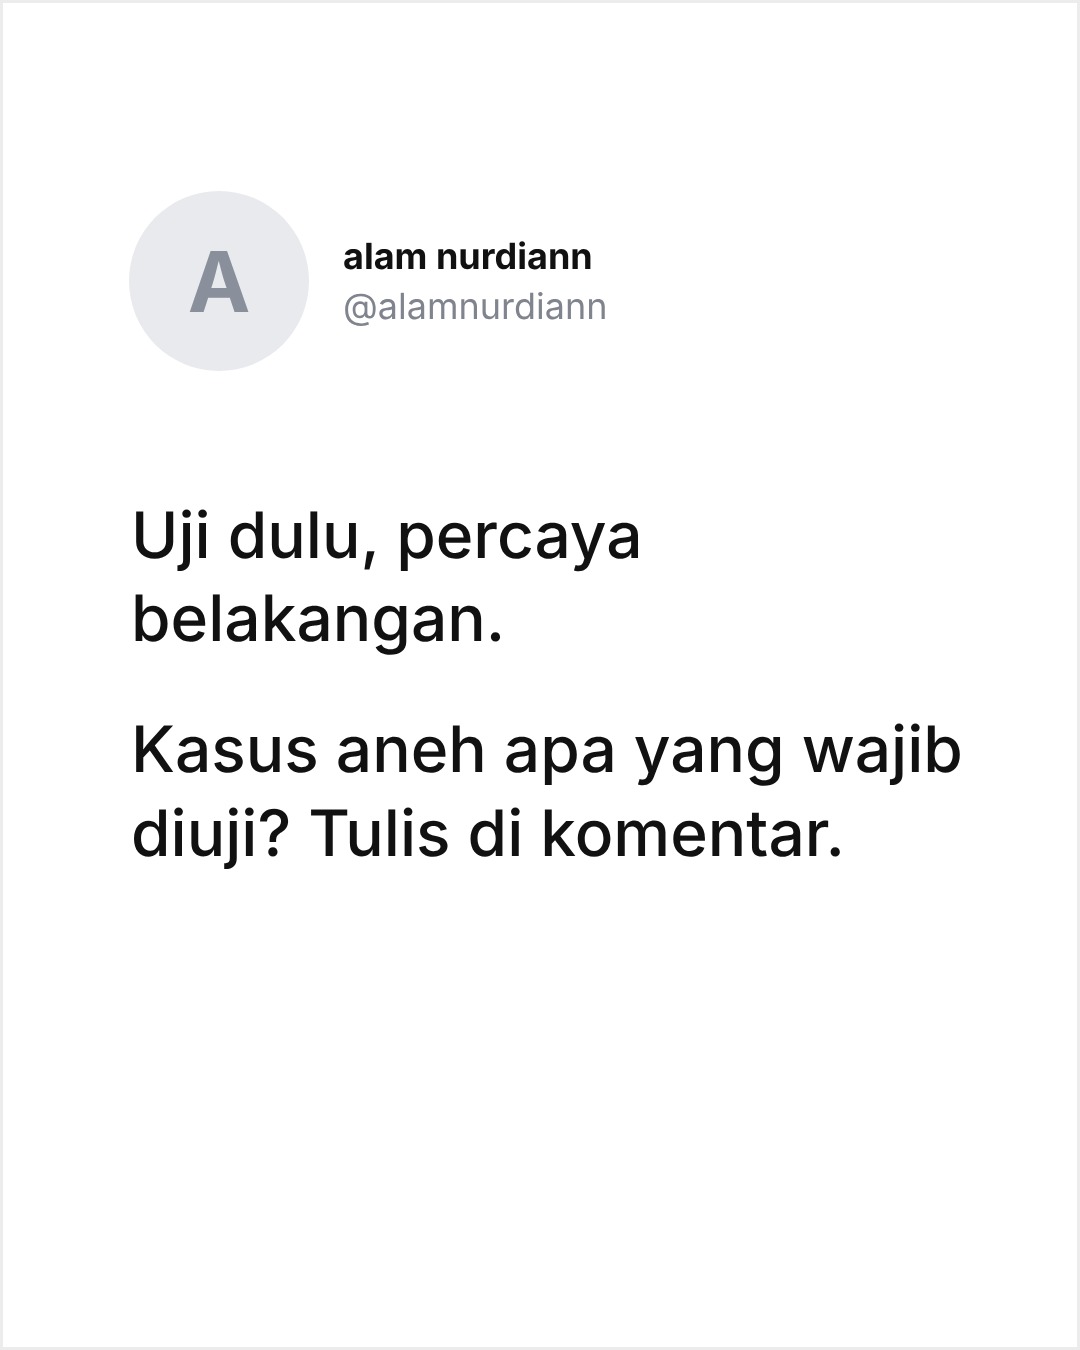 A
alam nurdiann
@alamnurdiann
Uji dulu, percaya
belakangan.
Kasus aneh apa yang wajib
diuji? Tulis di komentar.